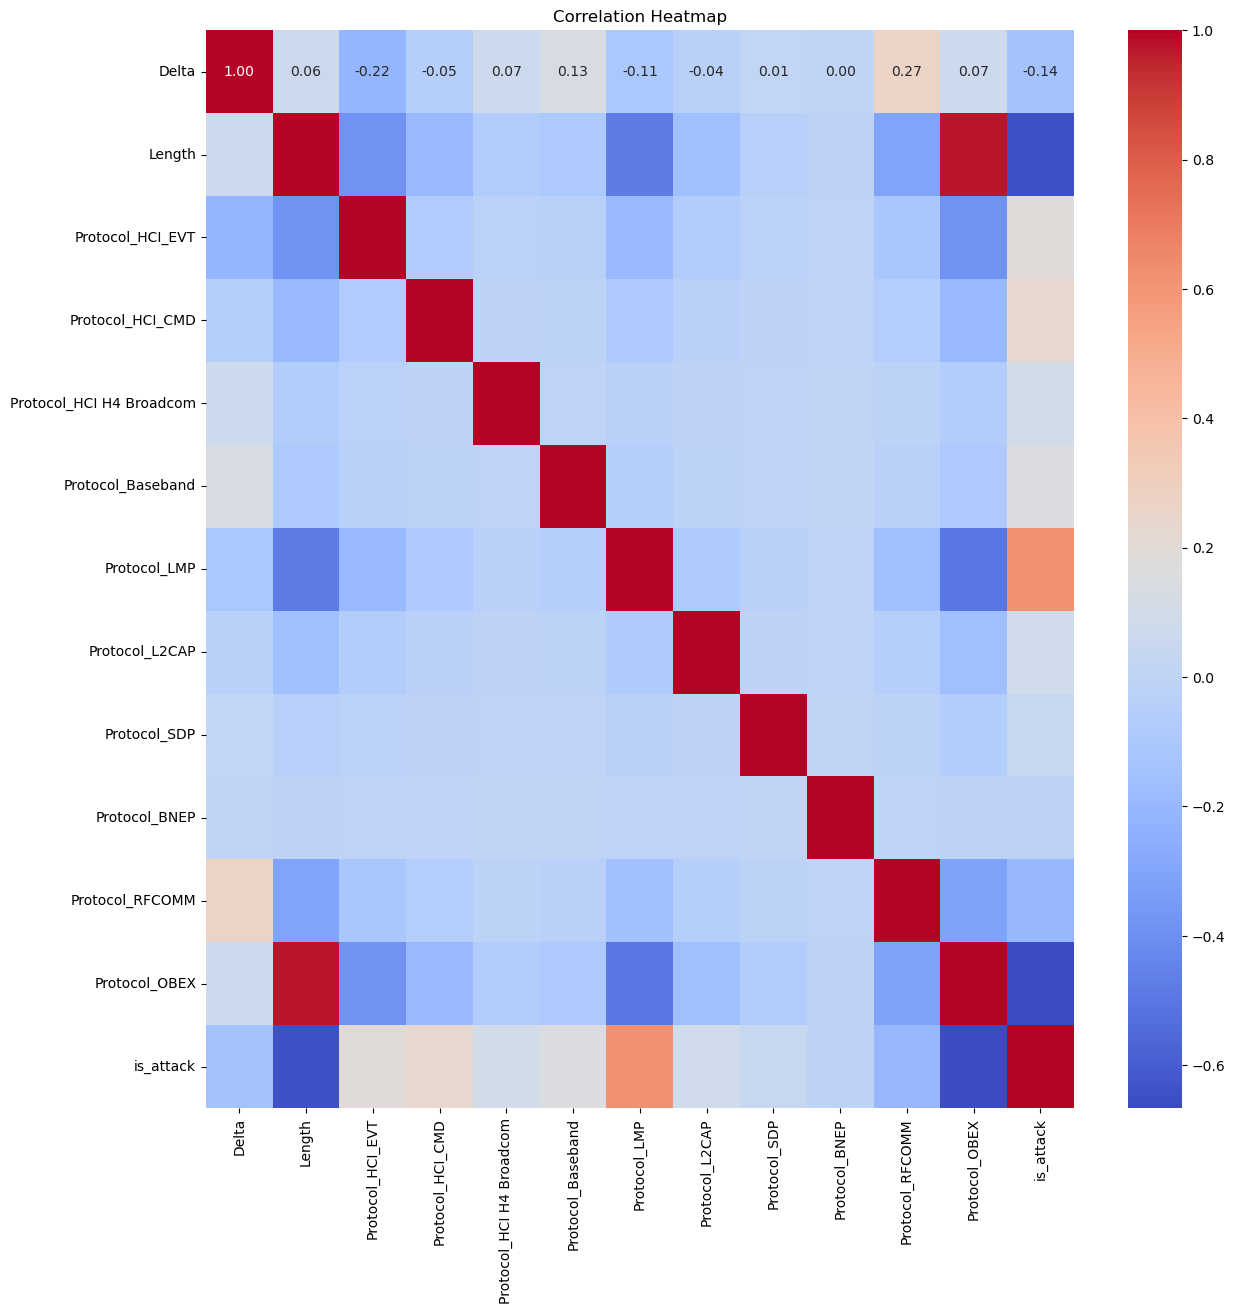 Correlation Heatmap
Delta
1.00 0.06 -0.22 -0.05 0.07 0.13 -0.11 -0.04 0.01 0.00 0.27 0.07 -0.14
Length
Protocol_HCI_EVT
Protocol_HCI_CMD
Protocol_HCI H4 Broadcom
Protocol_Baseband
Protocol_LMP
Protocol_L2CAP
Protocol_SDP
Protocol_BNEP
Protocol_RFCOMM
Protocol_OBEX
is_attack
Delta
Length
Protocol_HCI_EVT
Protocol_HCI_CMD
Protocol_HCI H4 Broadcom
Protocol_Baseband
Protocol_LMP
Protocol_L2CAP
Protocol_SDP
Protocol_BNEP
Protocol_RFCOMM
Protocol_OBEX
is_attack
1.0
0.8
0.6
0.4
0.2
0.0
−0.2
−0.4
−0.6